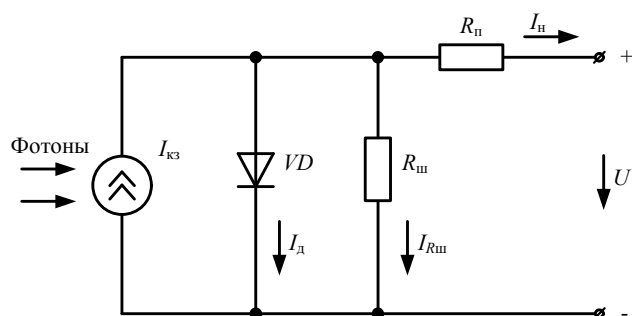 Rп
Iн
+
Фотоны
Iкз
VD
Rш
U
Iд
IRш
-